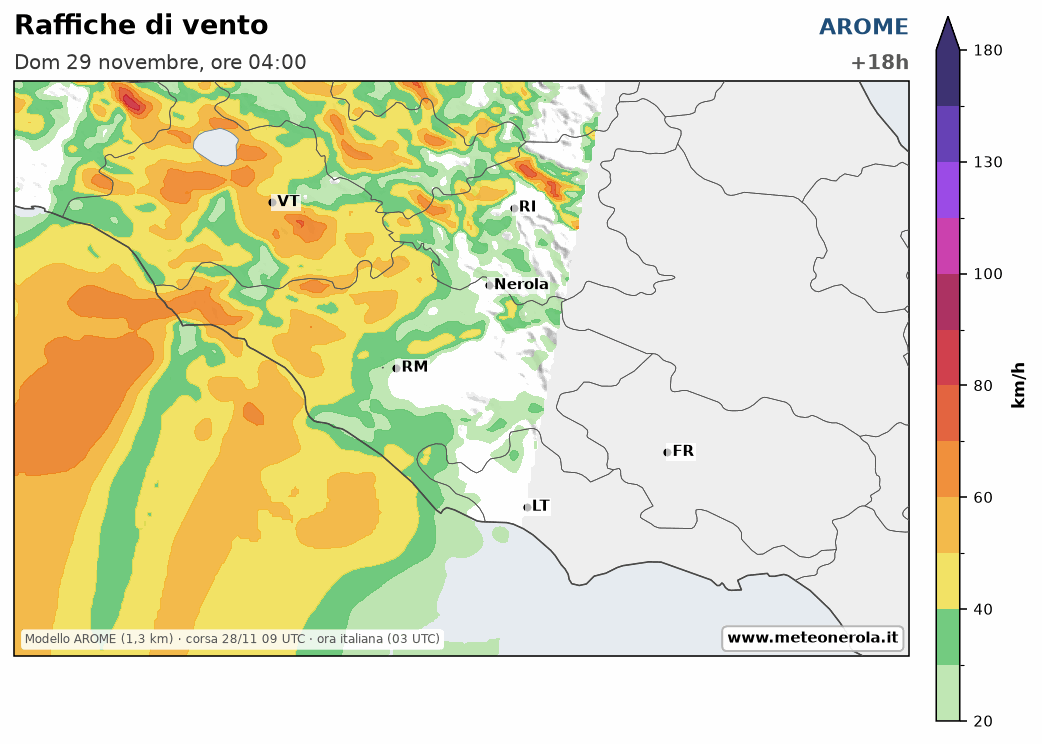 Raffiche di vento
AROME
Dom 29 novembre, ore 04:00
+18h
180
130
100
80
60
40
20
km/h
VT
RI
Nerola
RM
FR
LT
Modello AROME (1,3 km) · corsa 28/11 09 UTC · ora italiana (03 UTC)
www.meteonerola.it